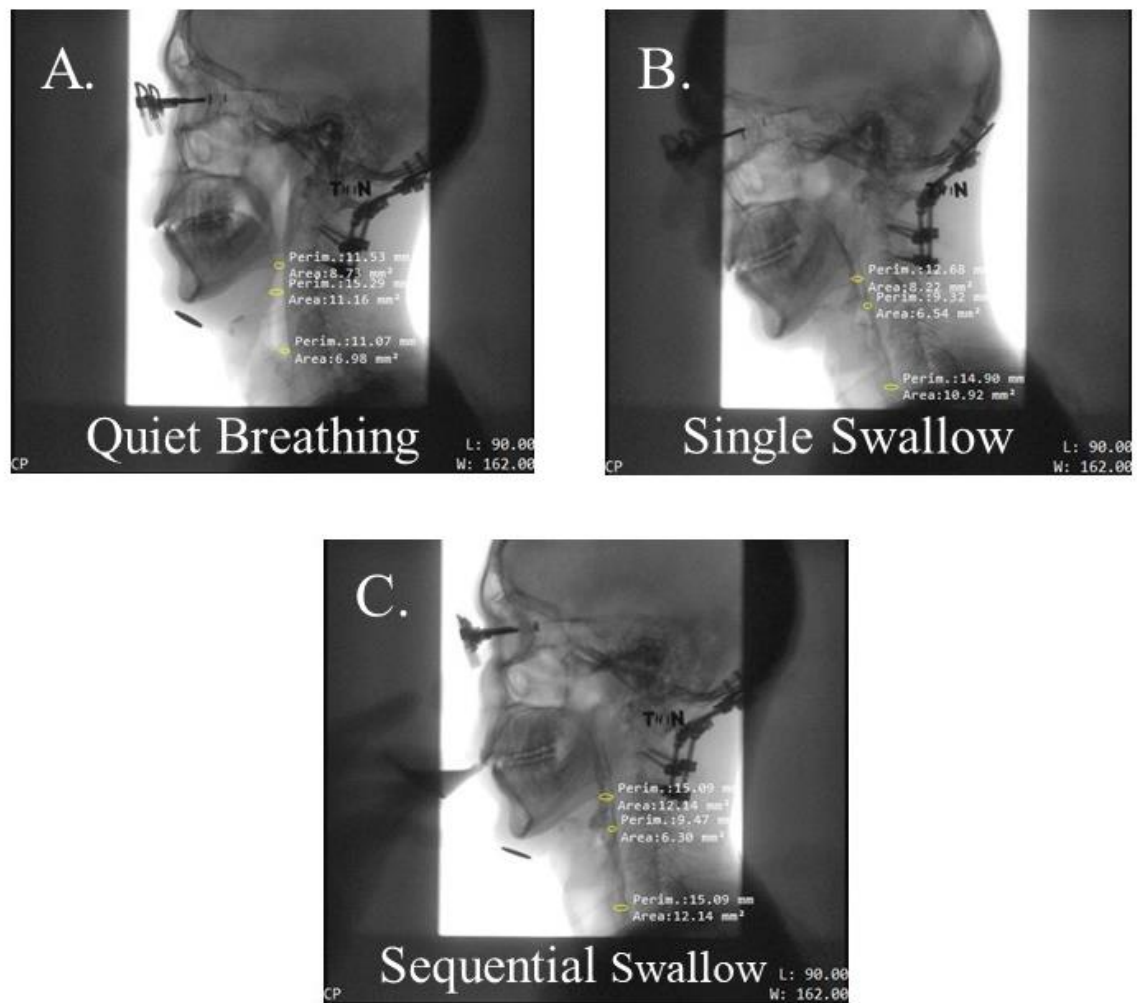 A.
TWIN
Perim.:11.53 mm
Area:8.73 mm²
Perim.:15.29 mm
Area:11.16 mm²
Perim.:11.07 mm
Area:6.98 mm²
Quiet Breathing
L: 90.00
CP
W: 162.00
B.
TWIN
Perim.:12.68 mm
Area:8.22 mm²
Perim.:9.32 mm
Area:6.54 mm²
Perim.:14.90 mm
Area:10.92 mm²
Single Swallow
L: 90.00
CP
W: 162.00
C.
TWIN
Perim.:15.09 mm
Area:12.14 mm²
Perim.:9.47 mm
Area:6.30 mm²
Perim.:15.09 mm
Area:12.14 mm²
Sequential Swallow
L: 90.00
CP
W: 162.00